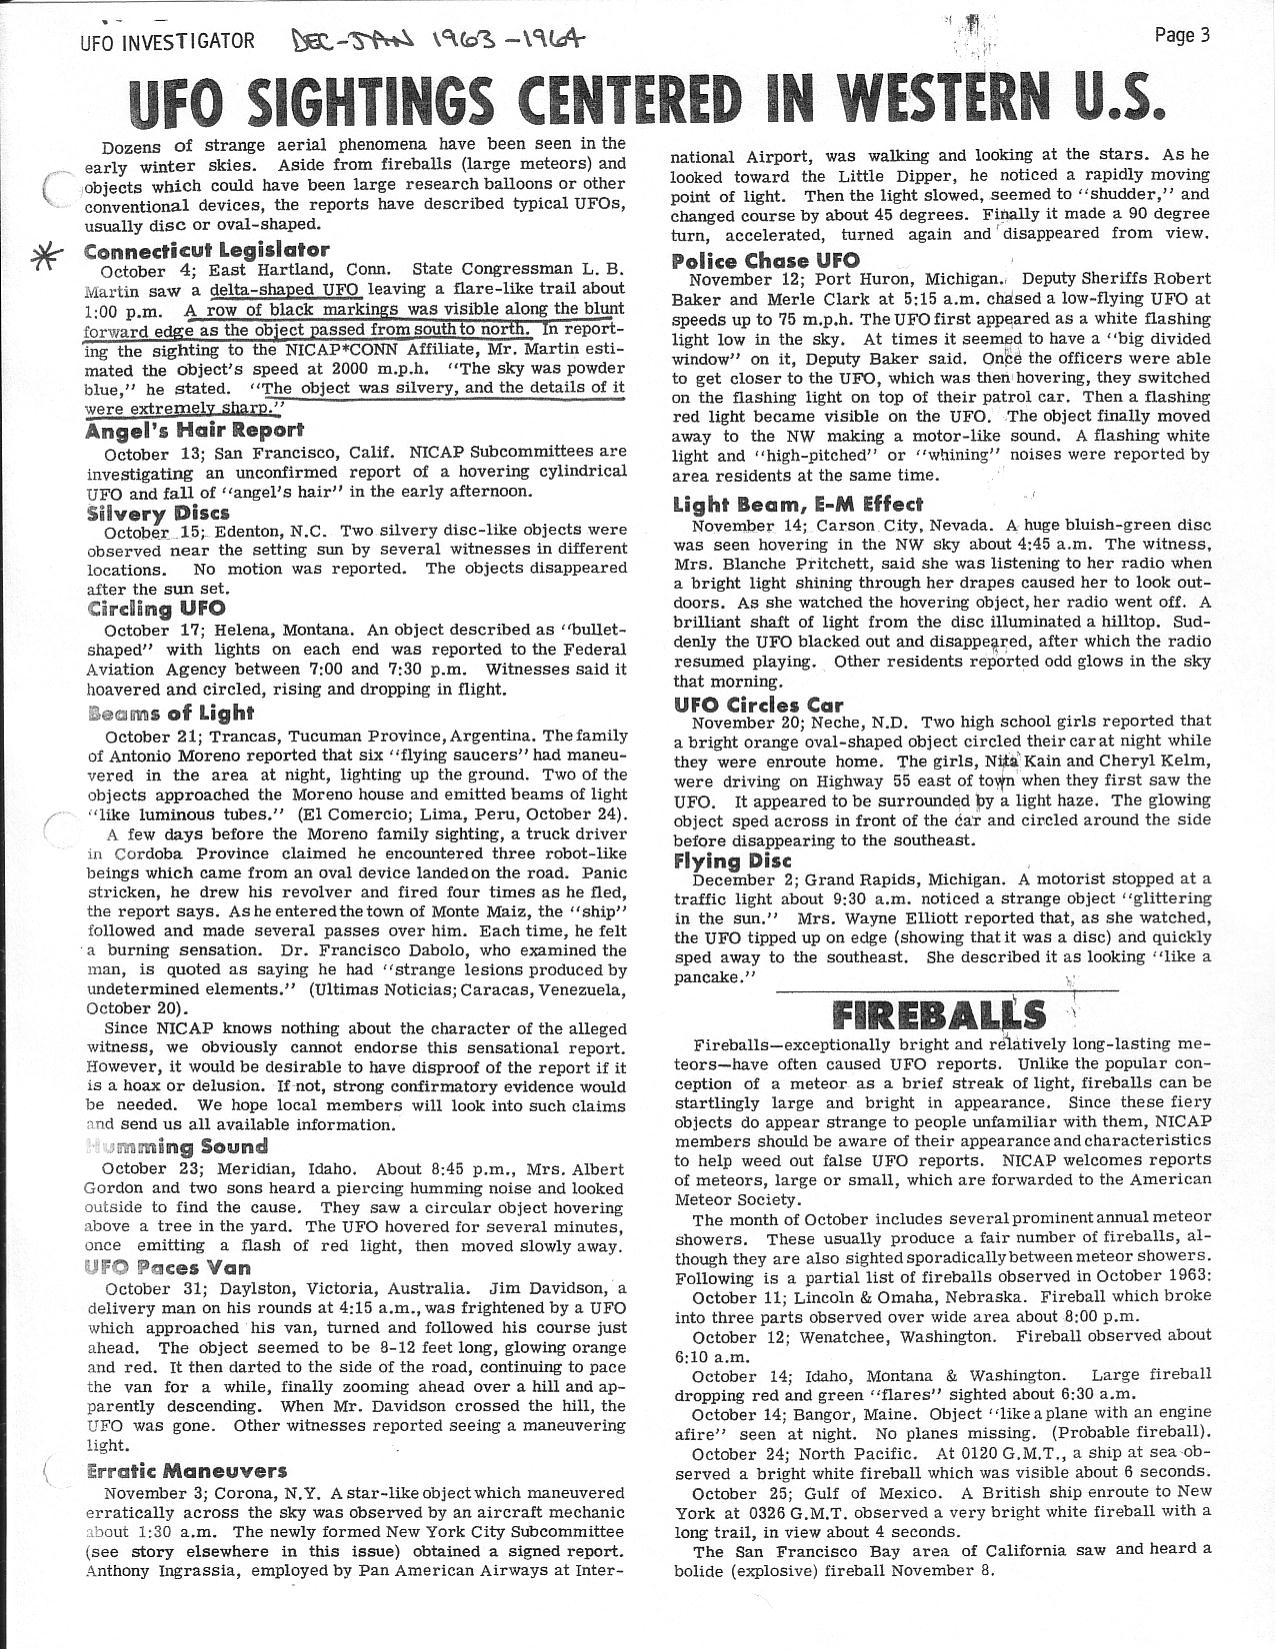 UFO INVESTIGATOR DEC-JAN 1963-1964 Page 3
UFO SIGHTINGS CENTERED IN WESTERN U.S.
Dozens of strange aerial phenomena have been seen in the
early winter skies. Aside from fireballs (large meteors) and
objects which could have been large research balloons or other
conventional devices, the reports have described typical UFOs,
usually disc or oval-shaped.
Connecticut Legislator
October 4; East Hartland, Conn. State Congressman L. B.
Martin saw a delta-shaped UFO leaving a flare-like trail about
1:00 p.m. A row of black markings was visible along the blunt
forward edge as the object passed from south to north. In report-
ing the sighting to the NICAP*CONN Affiliate, Mr. Martin esti-
mated the object's speed at 2000 m.p.h. "The sky was powder
blue," he stated. "The object was silvery, and the details of it
were extremely sharp."
Angel's Hair Report
October 13; San Francisco, Calif. NICAP Subcommittees are
investigating an unconfirmed report of a hovering cylindrical
UFO and fall of "angel's hair" in the early afternoon.
Silvery Discs
October 15; Edenton, N.C. Two silvery disc-like objects were
observed near the setting sun by several witnesses in different
locations. No motion was reported. The objects disappeared
after the sun set.
Circling UFO
October 17; Helena, Montana. An object described as "bullet-
shaped" with lights on each end was reported to the Federal
Aviation Agency between 7:00 and 7:30 p.m. Witnesses said it
hoavered and circled, rising and dropping in flight.
Beams of Light
October 21; Trancas, Tucuman Province, Argentina. The family
of Antonio Moreno reported that six "flying saucers" had maneu-
vered in the area at night, lighting up the ground. Two of the
objects approached the Moreno house and emitted beams of light
"like luminous tubes." (El Comercio; Lima, Peru, October 24).
A few days before the Moreno family sighting, a truck driver
in Cordoba Province claimed he encountered three robot-like
beings which came from an oval device landed on the road. Panic
stricken, he drew his revolver and fired four times as he fled,
the report says. As he entered the town of Monte Maiz, the "ship"
followed and made several passes over him. Each time, he felt
a burning sensation. Dr. Francisco Dabolo, who examined the
man, is quoted as saying he had "strange lesions produced by
undetermined elements." (Ultimas Noticias; Caracas, Venezuela,
October 20).
Since NICAP knows nothing about the character of the alleged
witness, we obviously cannot endorse this sensational report.
However, it would be desirable to have disproof of the report if it
is a hoax or delusion. If not, strong confirmatory evidence would
be needed. We hope local members will look into such claims
and send us all available information.
Humming Sound
October 23; Meridian, Idaho. About 8:45 p.m., Mrs. Albert
Gordon and two sons heard a piercing humming noise and looked
outside to find the cause. They saw a circular object hovering
above a tree in the yard. The UFO hovered for several minutes,
once emitting a flash of red light, then moved slowly away.
UFO Paces Van
October 31; Daylston, Victoria, Australia. Jim Davidson, a
delivery man on his rounds at 4:15 a.m., was frightened by a UFO
which approached his van, turned and followed his course just
ahead. The object seemed to be 8-12 feet long, glowing orange
and red. It then darted to the side of the road, continuing to pace
the van for a while, finally zooming ahead over a hill and ap-
parently descending. When Mr. Davidson crossed the hill, the
UFO was gone. Other witnesses reported seeing a maneuvering
light.
Erratic Maneuvers
November 3; Corona, N.Y. A star-like object which maneuvered
erratically across the sky was observed by an aircraft mechanic
about 1:30 a.m. The newly formed New York City Subcommittee
(see story elsewhere in this issue) obtained a signed report.
Anthony Ingrassia, employed by Pan American Airways at Inter-
national Airport, was walking and looking at the stars. As he
looked toward the Little Dipper, he noticed a rapidly moving
point of light. Then the light slowed, seemed to "shudder," and
changed course by about 45 degrees. Finally it made a 90 degree
turn, accelerated, turned again and disappeared from view.
Police Chase UFO
November 12; Port Huron, Michigan. Deputy Sheriffs Robert
Baker and Merle Clark at 5:15 a.m. chased a low-flying UFO at
speeds up to 75 m.p.h. The UFO first appeared as a white flashing
light low in the sky. At times it seemed to have a "big divided
window" on it, Deputy Baker said. Once the officers were able
to get closer to the UFO, which was then hovering, they switched
on the flashing light on top of their patrol car. Then a flashing
red light became visible on the UFO. The object finally moved
away to the NW making a motor-like sound. A flashing white
light and "high-pitched" or "whining" noises were reported by
area residents at the same time.
Light Beam, E-M Effect
November 14; Carson City, Nevada. A huge bluish-green disc
was seen hovering in the NW sky about 4:45 a.m. The witness,
Mrs. Blanche Pritchett, said she was listening to her radio when
a bright light shining through her drapes caused her to look out-
doors. As she watched the hovering object, her radio went off. A
brilliant shaft of light from the disc illuminated a hilltop. Sud-
denly the UFO blacked out and disappeared, after which the radio
resumed playing. Other residents reported odd glows in the sky
that morning.
UFO Circles Car
November 20; Neche, N.D. Two high school girls reported that
a bright orange oval-shaped object circled their car at night while
they were enroute home. The girls, Nita Kain and Cheryl Kelm,
were driving on Highway 55 east of town when they first saw the
UFO. It appeared to be surrounded by a light haze. The glowing
object sped across in front of the car and circled around the side
before disappearing to the southeast.
Flying Disc
December 2; Grand Rapids, Michigan. A motorist stopped at a
traffic light about 9:30 a.m. noticed a strange object "glittering
in the sun." Mrs. Wayne Elliott reported that, as she watched,
the UFO tipped up on edge (showing that it was a disc) and quickly
sped away to the southeast. She described it as looking "like a
pancake."
FIREBALLS
Fireballs—exceptionally bright and relatively long-lasting me-
teors—have often caused UFO reports. Unlike the popular con-
ception of a meteor as a brief streak of light, fireballs can be
startlingly large and bright in appearance. Since these fiery
objects do appear strange to people unfamiliar with them, NICAP
members should be aware of their appearance and characteristics
to help weed out false UFO reports. NICAP welcomes reports
of meteors, large or small, which are forwarded to the American
Meteor Society.
The month of October includes several prominent annual meteor
showers. These usually produce a fair number of fireballs, al-
though they are also sighted sporadically between meteor showers.
Following is a partial list of fireballs observed in October 1963:
October 11; Lincoln & Omaha, Nebraska. Fireball which broke
into three parts observed over wide area about 8:00 p.m.
October 12; Wenatchee, Washington. Fireball observed about
6:10 a.m.
October 14; Idaho, Montana & Washington. Large fireball
dropping red and green "flares" sighted about 6:30 a.m.
October 14; Bangor, Maine. Object "like a plane with an engine
afire" seen at night. No planes missing. (Probable fireball).
October 24; North Pacific. At 0120 G.M.T., a ship at sea ob-
served a bright white fireball which was visible about 6 seconds.
October 25; Gulf of Mexico. A British ship enroute to New
York at 0326 G.M.T. observed a very bright white fireball with a
long trail, in view about 4 seconds.
The San Francisco Bay area of California saw and heard a
bolide (explosive) fireball November 8.